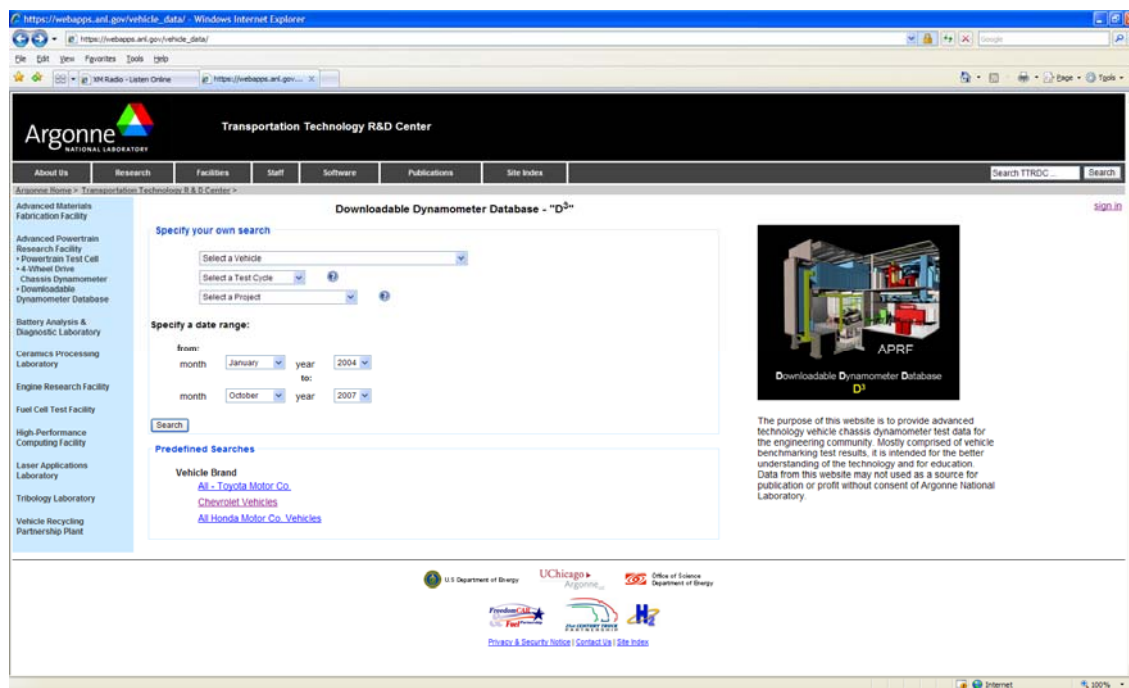 https://webapps.anl.gov/vehicle_data/ - Windows Internet Explorer
https://webapps.anl.gov/vehicle_data/
Google
File Edit View Favorites Tools Help
XM Radio - Listen Online
https://webapps.anl.gov...
Page
Tools
Argonne
NATIONAL LABORATORY
Transportation Technology R&D Center
About Us Research Facilities Staff Software Publications Site Index
Search TTRDC ... Search
Argonne Home > Transportation Technology R & D Center >
sign in
Advanced Materials
Fabrication Facility
Advanced Powertrain
Research Facility
• Powertrain Test Cell
• 4-Wheel Drive
Chassis Dynamometer
• Downloadable
Dynamometer Database
Battery Analysis &
Diagnostic Laboratory
Ceramics Processing
Laboratory
Engine Research Facility
Fuel Cell Test Facility
High-Performance
Computing Facility
Laser Applications
Laboratory
Tribology Laboratory
Vehicle Recycling
Partnership Plant
Downloadable Dynamometer Database - "D3"
Specify your own search
Select a Vehicle
Select a Test Cycle
Select a Project
Specify a date range:
from:
month January year 2004
to:
month October year 2007
Search
Predefined Searches
Vehicle Brand
All - Toyota Motor Co.
Chevrolet Vehicles
All Honda Motor Co. Vehicles
APRF
Downloadable Dynamometer Database
D3
The purpose of this website is to provide advanced
technology vehicle chassis dynamometer test data for
the engineering community. Mostly comprised of vehicle
benchmarking test results, it is intended for the better
understanding of the technology and for education.
Data from this website may not used as a source for
publication or profit without consent of Argonne National
Laboratory.
U.S Department of Energy
UChicago
Argonne LLC
Office of Science
Department of Energy
FreedomCAR
Fuel Partnership
21st CENTURY TRUCK
PARTNERSHIP
H2
Privacy & Security Notice | Contact Us | Site Index
Internet
100%